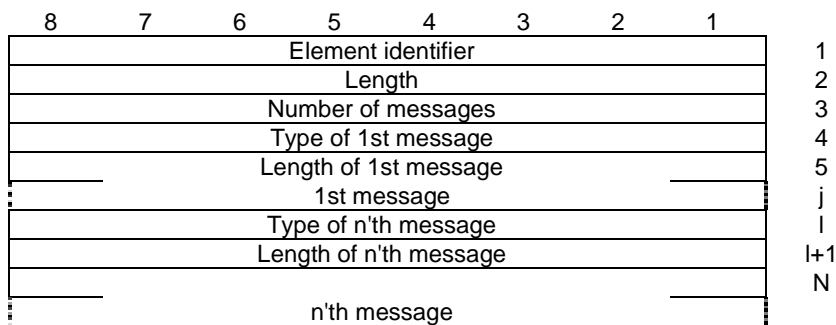 8 7 6 5 4 3 2 1
Element identifier 1
Length 2
Number of messages 3
Type of 1st message 4
Length of 1st message 5
1st message j
Type of n'th message l
Length of n'th message l+1
N
n'th message